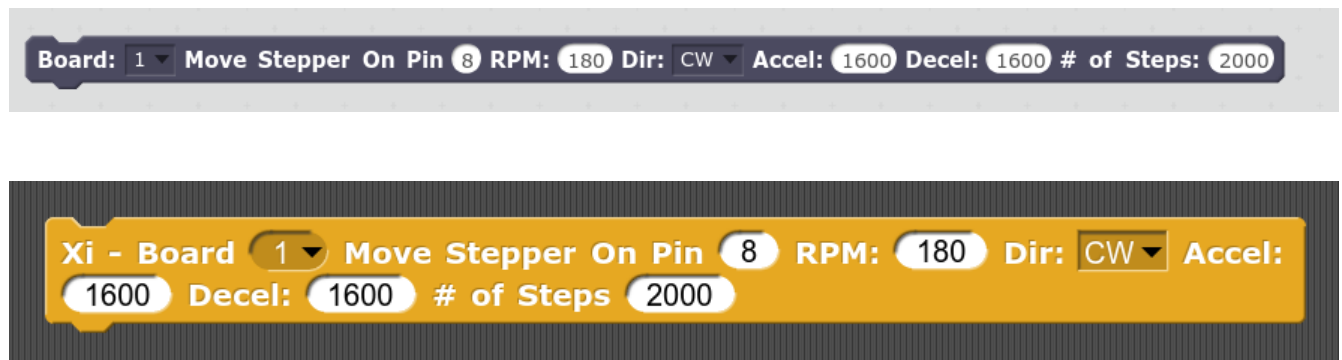 Board: 1 Move Stepper On Pin 8 RPM: 180 Dir: CW Accel: 1600 Decel: 1600 # of Steps: 2000
Xi - Board 1 Move Stepper On Pin 8 RPM: 180 Dir: CW Accel:
1600 Decel: 1600 # of Steps 2000